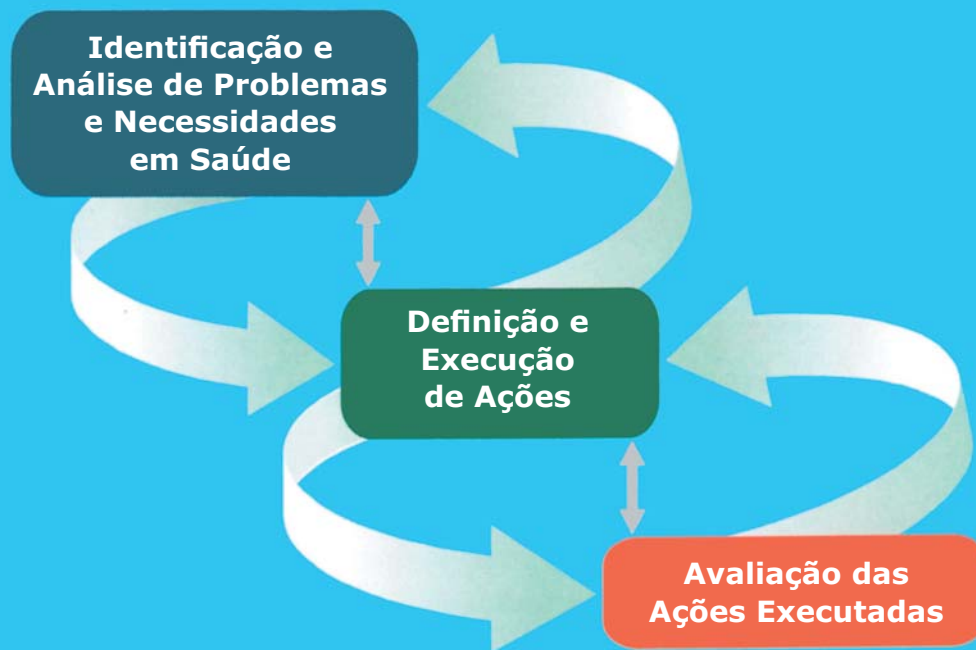 Identificação e
Análise de Problemas
e Necessidades
em Saúde
Definição e
Execução
de Ações
Avaliação das
Ações Executadas